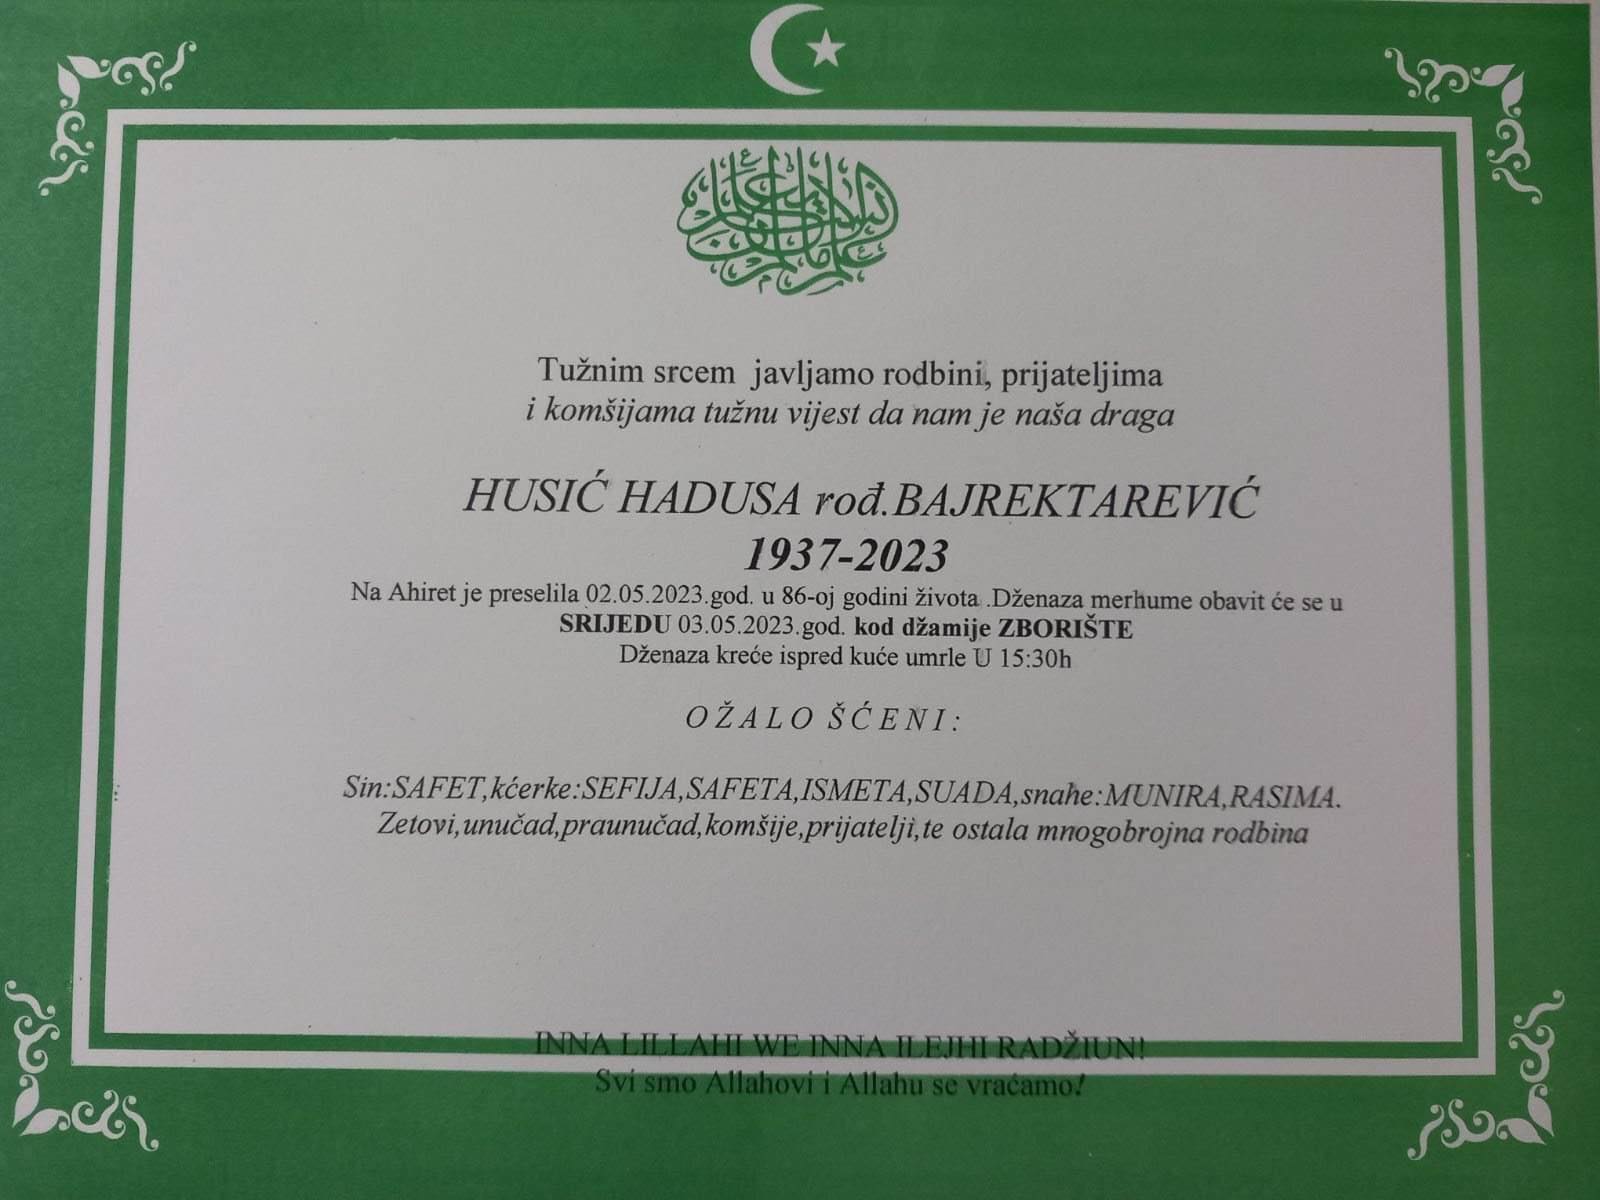 Tužnim srcem javljamo rodbini, prijateljima
i komšijama tužnu vijest da nam je naša draga
HUSIĆ HADUSA rođ.BAJREKTAREVIĆ
1937-2023
Na Ahiret je preselila 02.05.2023.god. u 86-oj godini života .Dženaza merhume obavit će se u
SRIJEDU 03.05.2023.god. kod džamije ZBORIŠTE
Dženaza kreće ispred kuće umrle U 15:30h
OŽALO ŠĆENI:
Sin:SAFET,kćerke:SEFIJA,SAFETA,ISMETA,SUADA,snahe:MUNIRA,RASIMA.
Zetovi,unučad,praunučad,komšije,prijatelji,te ostala mnogobrojna rodbina
INNA LILLAHI WE INNA ILEJHI RADŽIUN!
Svi smo Allahovi i Allahu se vraćamo!